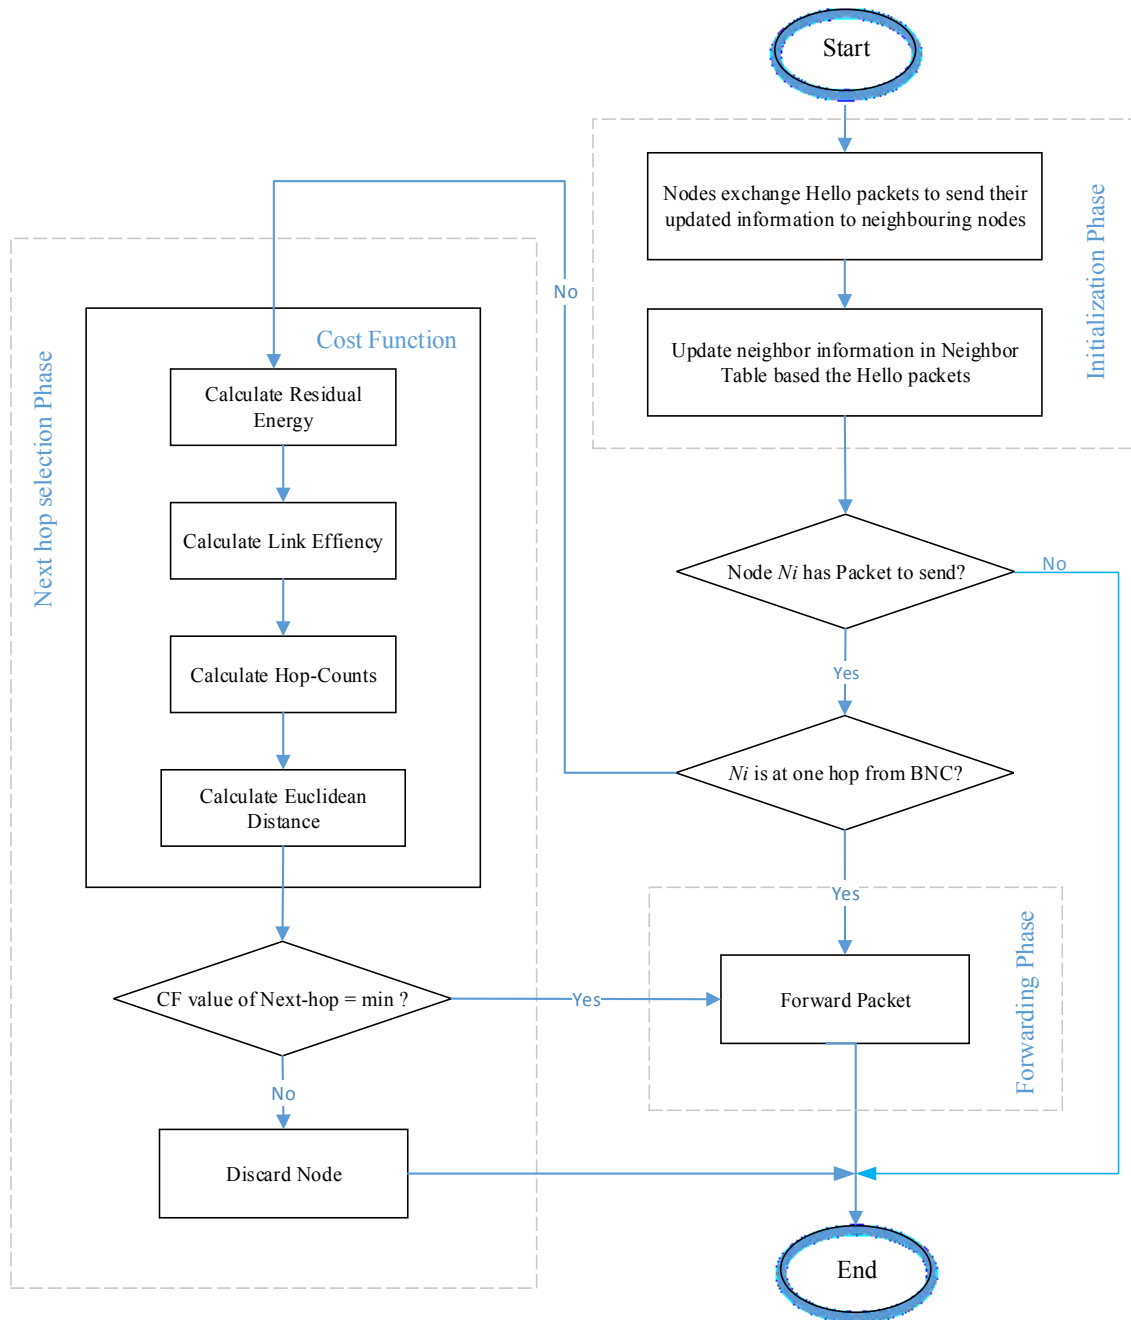 Start
Nodes exchange Hello packets to send their
updated information to neighbouring nodes
Initialization Phase
Update neighbor information in Neighbor
Table based the Hello packets
Node Ni has Packet to send?
No
Yes
Ni is at one hop from BNC?
No
Yes
Next hop selection Phase
Cost Function
Calculate Residual
Energy
Calculate Link Effiency
Calculate Hop-Counts
Calculate Euclidean
Distance
CF value of Next-hop = min ?
Yes
No
Discard Node
Forward Packet
Forwarding Phase
End